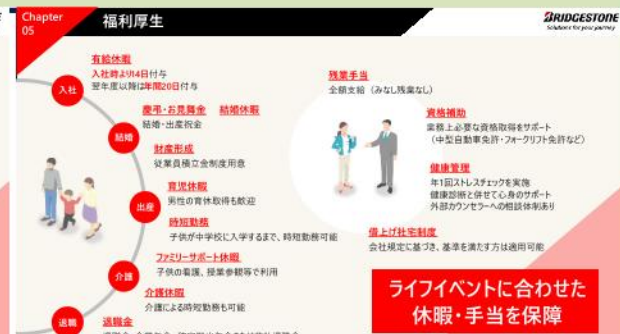 Chapter
05
福利厚生
BRIDGESTONE
Solutions for your journey
有給休暇
入社時より14日付与
翌年度以降は年間20日付与
入社
慶弔・お見舞金 結婚休暇
結婚・出産祝金
結婚
財産形成
従業員積立金制度用意
育児休暇
男性の育休取得も歓迎
出産
時短勤務
子供が中学校に入学するまで、時短勤務可能
ファミリーサポート休暇
子供の看護、授業参観等で利用
介護
介護休暇
介護による時短勤務も可能
退職
退職金
残業手当
全額支給（みなし残業なし）
資格補助
業務上必要な資格取得をサポート
（中型自動車免許・フォークリフト免許など）
健康管理
年1回ストレスチェックを実施
健康診断と併せて心身のサポート
外部カウンセラーへの相談体制あり
借上げ社宅制度
会社規定に基づき、基準を満たす方は適用可能
ライフイベントに合わせた
休暇・手当を保障